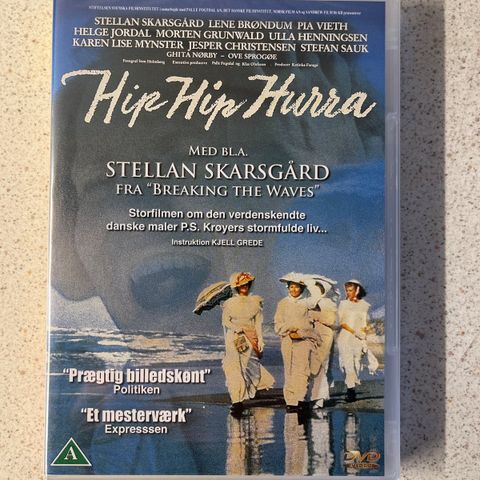 STELLAN SKARSGÅRD LENE BRØNDUM PIA VIETH
HELGE JORDAL MORTEN GRUNWALD ULLA HENNINGSEN
KAREN LISE MYNSTER JESPER CHRISTENSEN STEFAN SAUK
GHITA NØRBY - OVE SPROGØE
Hip Hip Hurra
MED BL.A.
STELLAN SKARSGÅRD
FRA "BREAKING THE WAVES"
Storfilmen om den verdenskendte
danske maler P.S. Krøyers stormfulde liv...
Instruktion KJELL GREDE
"Prægtig billedskønt"
Politiken
"Et mesterværk"
Expresssen
A
DVD
VIDEO